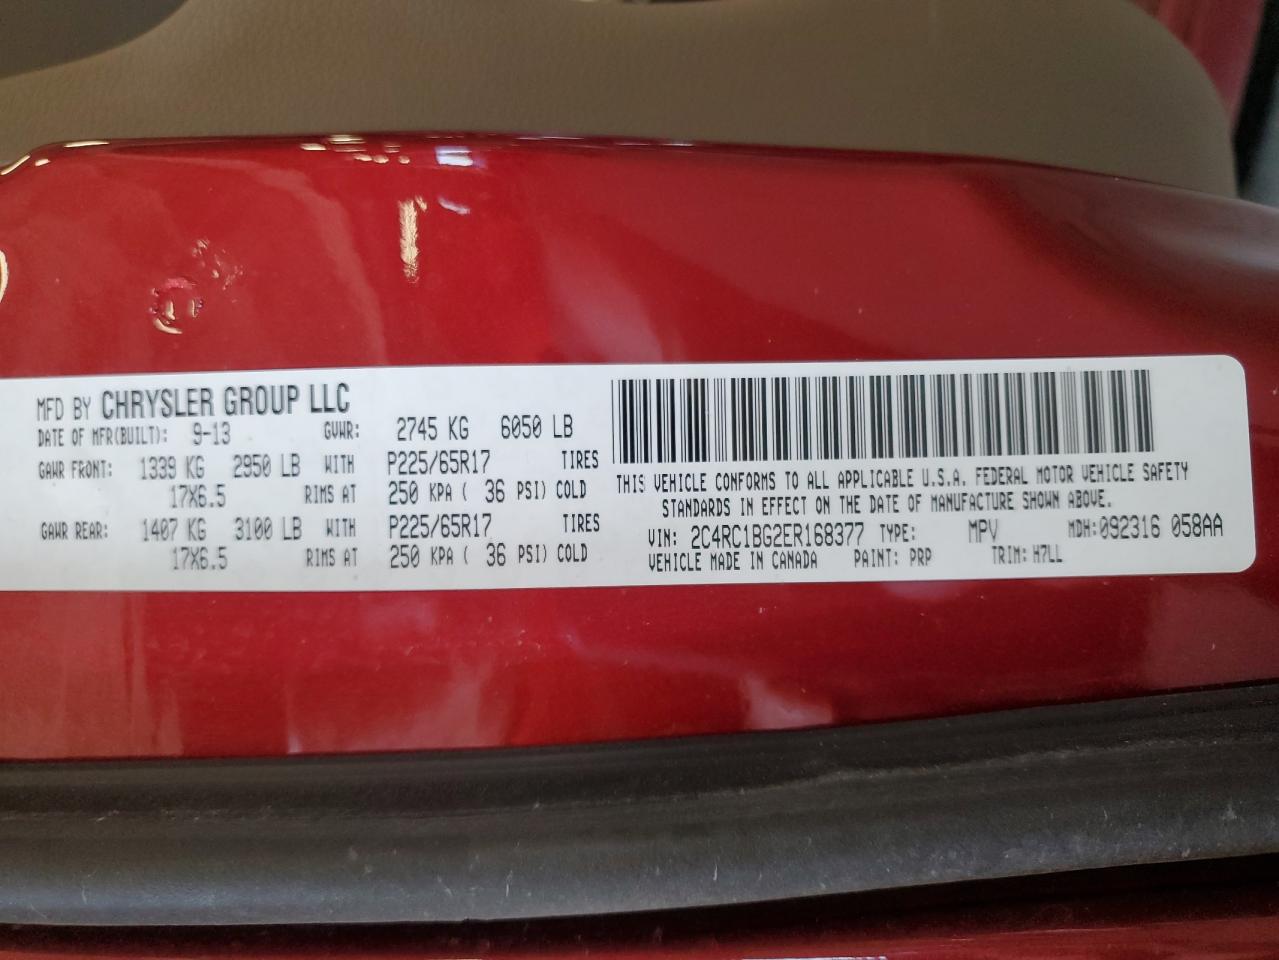 MFD BY CHRYSLER GROUP LLC
DATE OF MFR(BUILT): 9-13 GVWR: 2745 KG 6050 LB
GAWR FRONT: 1339 KG 2950 LB WITH P225/65R17 TIRES
17X6.5 RIMS AT 250 KPA ( 36 PSI) COLD
GAWR REAR: 1407 KG 3100 LB WITH P225/65R17 TIRES
17X6.5 RIMS AT 250 KPA ( 36 PSI) COLD
THIS VEHICLE CONFORMS TO ALL APPLICABLE U.S.A. FEDERAL MOTOR VEHICLE SAFETY
STANDARDS IN EFFECT ON THE DATE OF MANUFACTURE SHOWN ABOVE.
VIN: 2C4RC1BG2ER168377 TYPE: MPV MDH:092316 058AA
VEHICLE MADE IN CANADA PAINT: PRP TRIM: H7LL